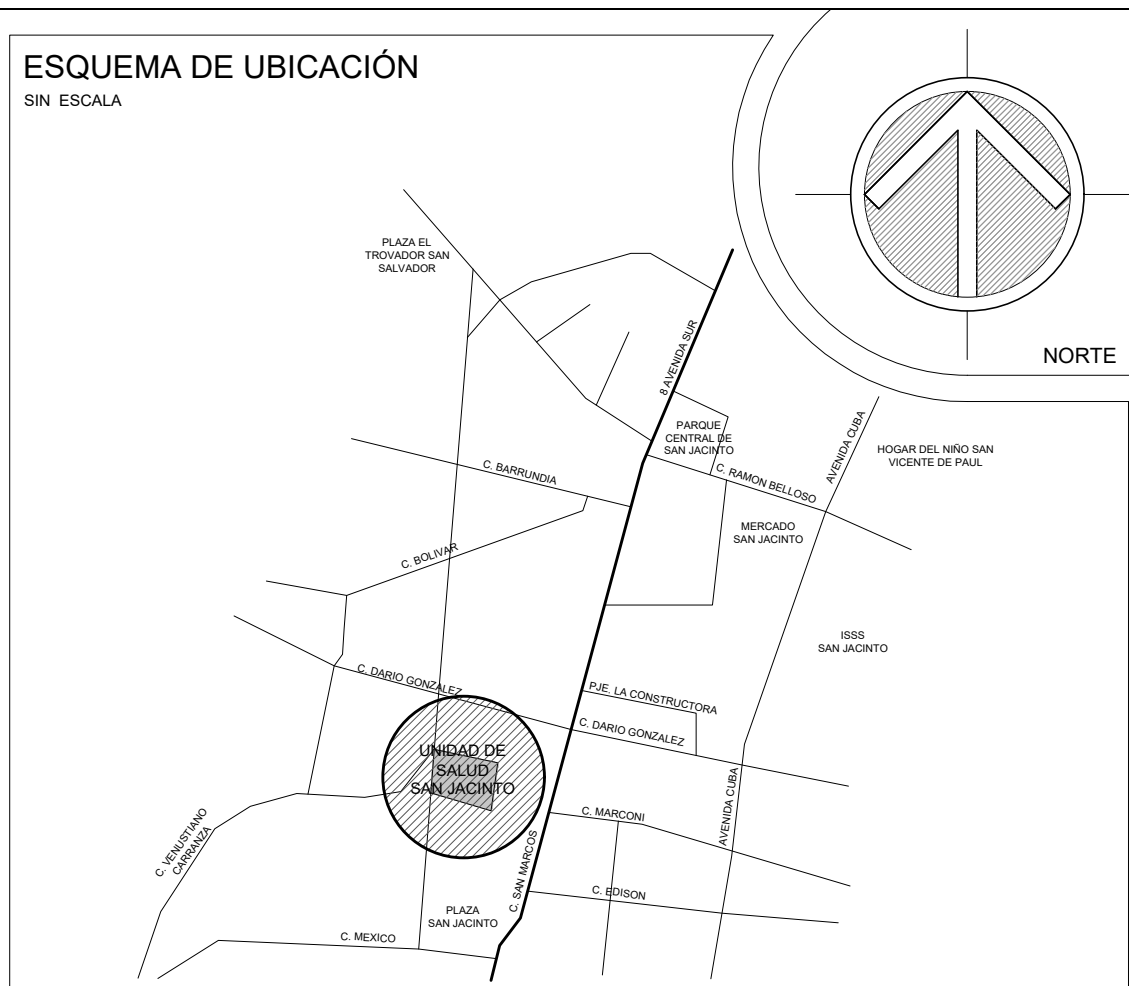 ESQUEMA DE UBICACIÓN
SIN ESCALA
NORTE
PLAZA EL
TROVADOR SAN
SALVADOR
8 AVENIDA SUR
PARQUE
CENTRAL DE
SAN JACINTO
AVENIDA CUBA
HOGAR DEL NIÑO SAN
VICENTE DE PAUL
C. BARRUNDIA
C. RAMON BELLOSO
MERCADO
SAN JACINTO
C. BOLIVAR
ISSS
SAN JACINTO
C. DARIO GONZALEZ
PJE. LA CONSTRUCTORA
C. DARIO GONZALEZ
UNIDAD DE
SALUD
SAN JACINTO
AVENIDA CUBA
C. MARCONI
C. VENUSTIANO
CARRANZA
C. SAN MARCOS
C. EDISON
PLAZA
SAN JACINTO
C. MEXICO